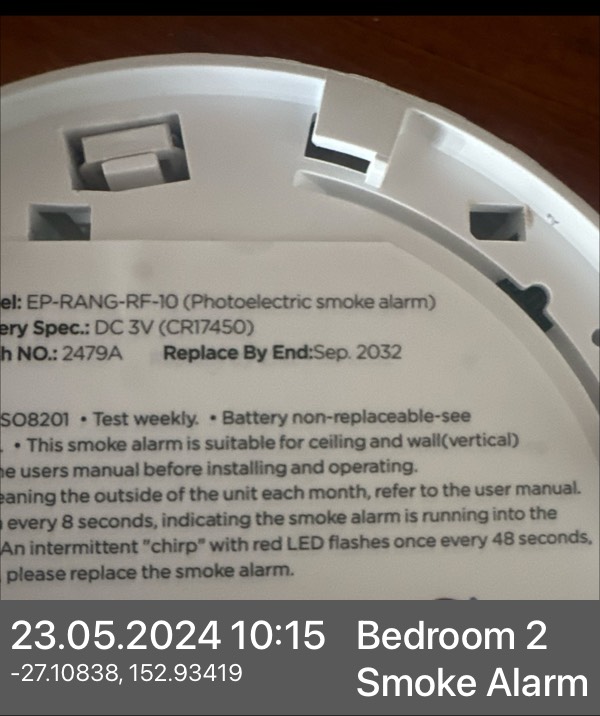 el: EP-RANG-RF-10 (Photoelectric smoke alarm)
ery Spec.: DC 3V (CR17450)
h NO.: 2479A Replace By End:Sep. 2032
SO8201 • Test weekly. • Battery non-replaceable-see
. • This smoke alarm is suitable for ceiling and wall(vertical)
e users manual before installing and operating.
eaning the outside of the unit each month, refer to the user manual.
every 8 seconds, indicating the smoke alarm is running into the
An intermittent "chirp" with red LED flashes once every 48 seconds,
please replace the smoke alarm.
23.05.2024 10:15
-27.10838, 152.93419
Bedroom 2
Smoke Alarm